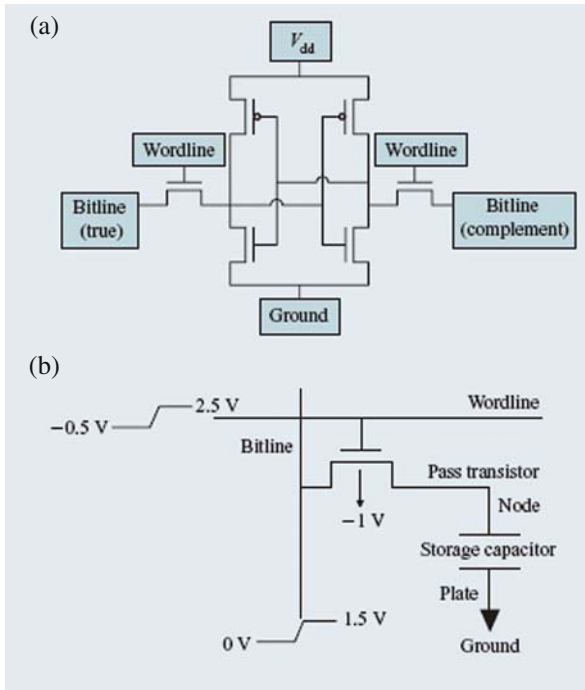 (a)
V_dd
Wordline
Wordline
Bitline
(true)
Bitline
(complement)
Ground
(b)
2.5 V
−0.5 V
Wordline
Bitline
Pass transistor
Node
−1 V
Storage capacitor
Plate
1.5 V
0 V
Ground